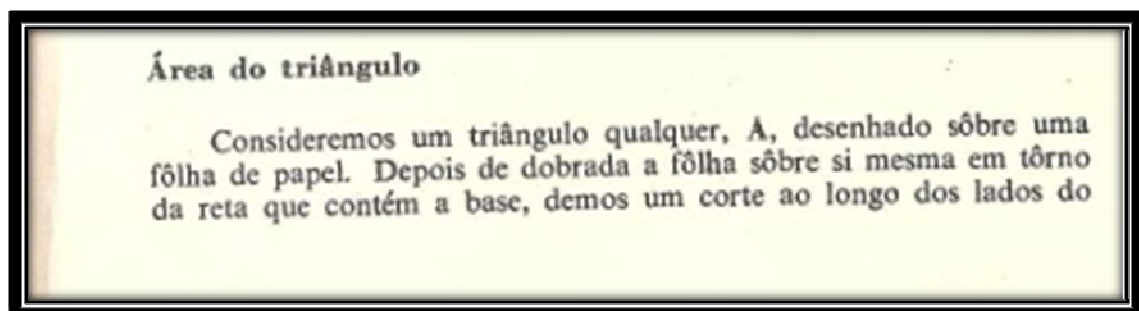 Área do triângulo
Consideremos um triângulo qualquer, A, desenhado sôbre uma
fôlha de papel. Depois de dobrada a fôlha sôbre si mesma em tôrno
da reta que contém a base, demos um corte ao longo dos lados do